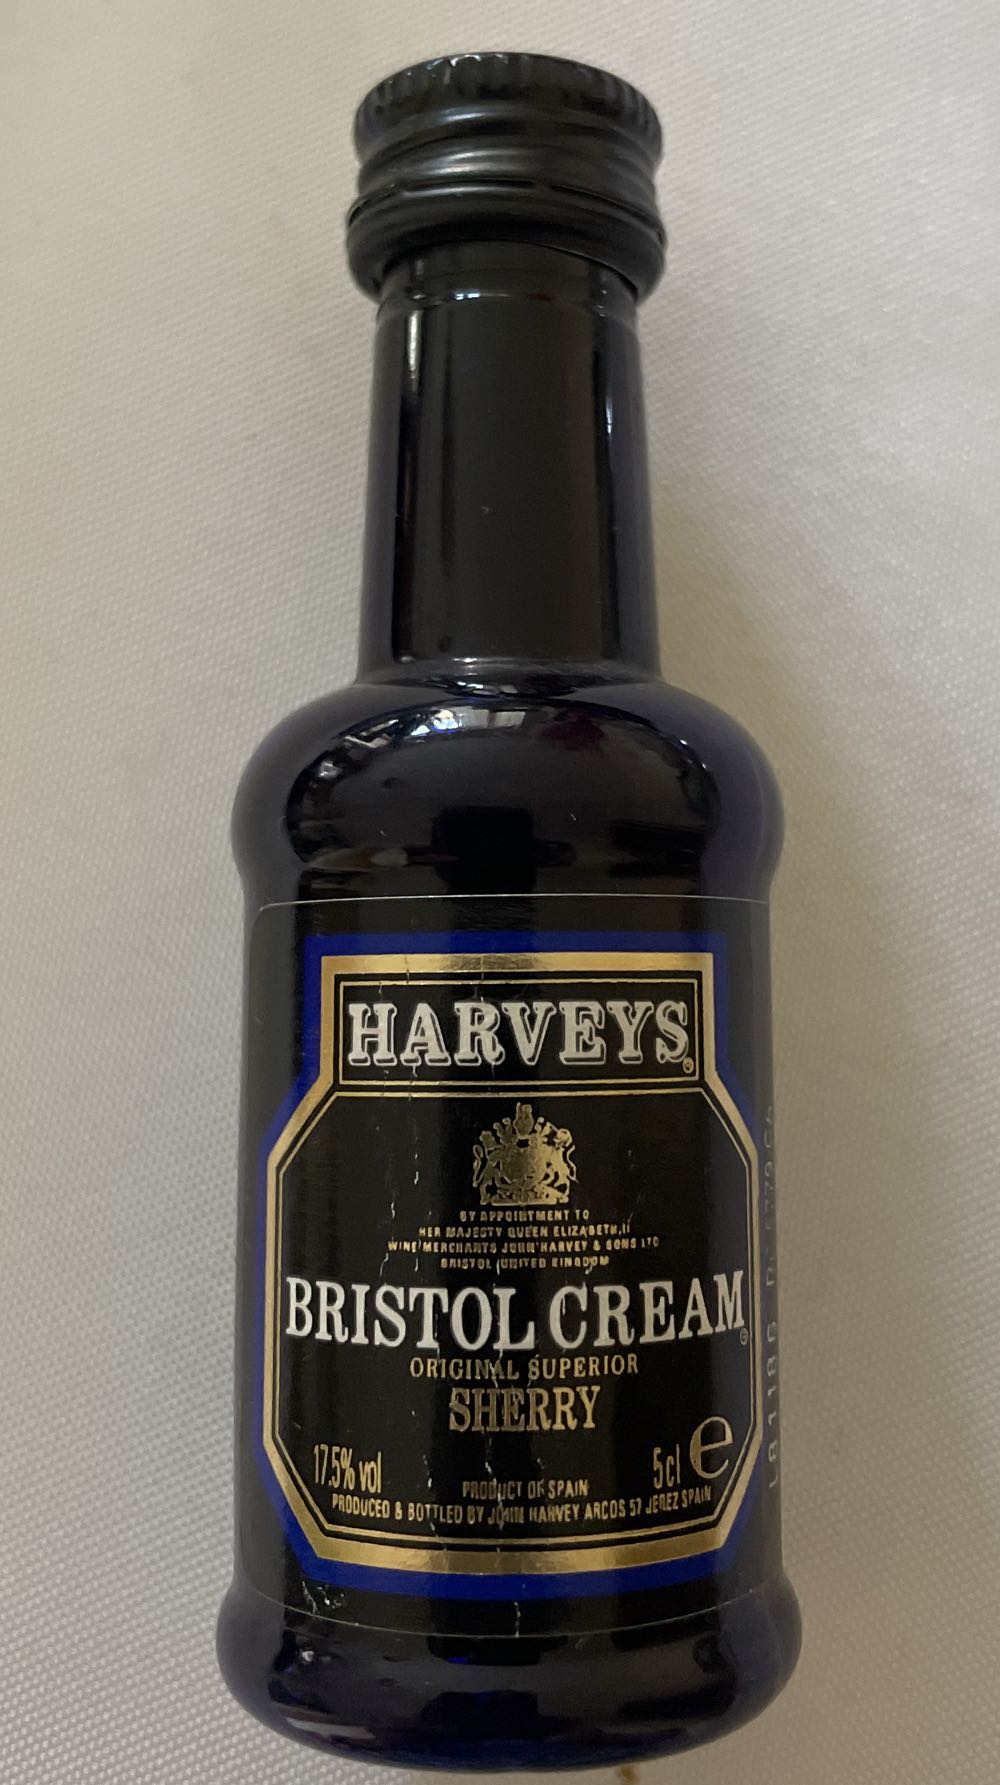 HARVEYS®
BY APPOINTMENT TO
HER MAJESTY QUEEN ELIZABETH II
WINE MERCHANTS JOHN HARVEY & SONS LTD
BRISTOL UNITED KINGDOM
BRISTOL CREAM®
ORIGINAL SUPERIOR
SHERRY
17.5% vol 5cl e
PRODUCT OF SPAIN
PRODUCED & BOTTLED BY JOHN HARVEY ARCOS 57 JEREZ SPAIN